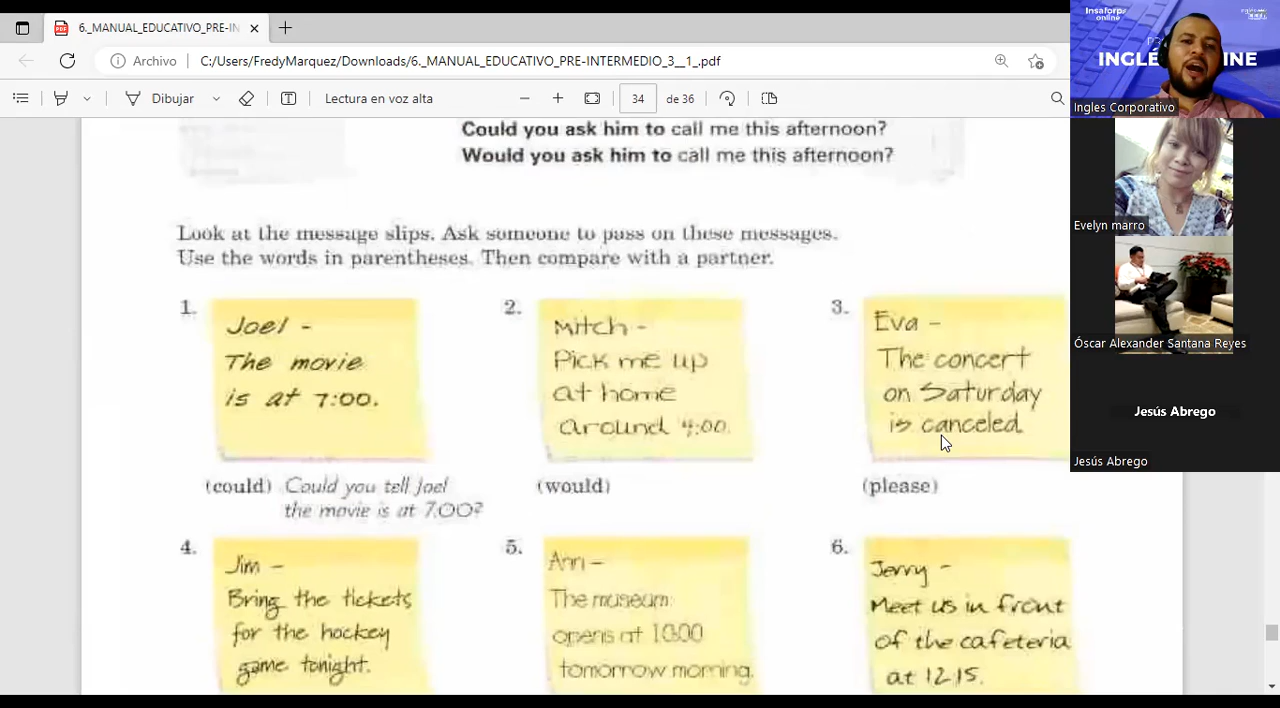 6._MANUAL_EDUCATIVO_PRE-IN
Archivo
C:/Users/FredyMarquez/Downloads/6._MANUAL_EDUCATIVO_PRE-INTERMEDIO_3__1_.pdf
Dibujar
Lectura en voz alta
34
de 36
Could you ask him to call me this afternoon?
Would you ask him to call me this afternoon?
Look at the message slips. Ask someone to pass on these messages.
Use the words in parentheses. Then compare with a partner.
1.
Joel -
The movie
is at 7:00.
(could) Could you tell Joel
the movie is at 7:00?
2.
Mitch -
Pick me up
at home
around 4:00.
(would)
3.
Eva -
The concert
on Saturday
is canceled.
(please)
4.
Jim -
Bring the tickets
for the hockey
game tonight.
5.
Ann -
The museum
opens at 10:00
tomorrow morning.
6.
Jerry -
Meet us in front
of the cafeteria
at 12:15.
Insaforp
online
INGLÉ
INE
Ingles Corporativo
Evelyn marro
Óscar Alexander Santana Reyes
Jesús Abrego
Jesús Abrego